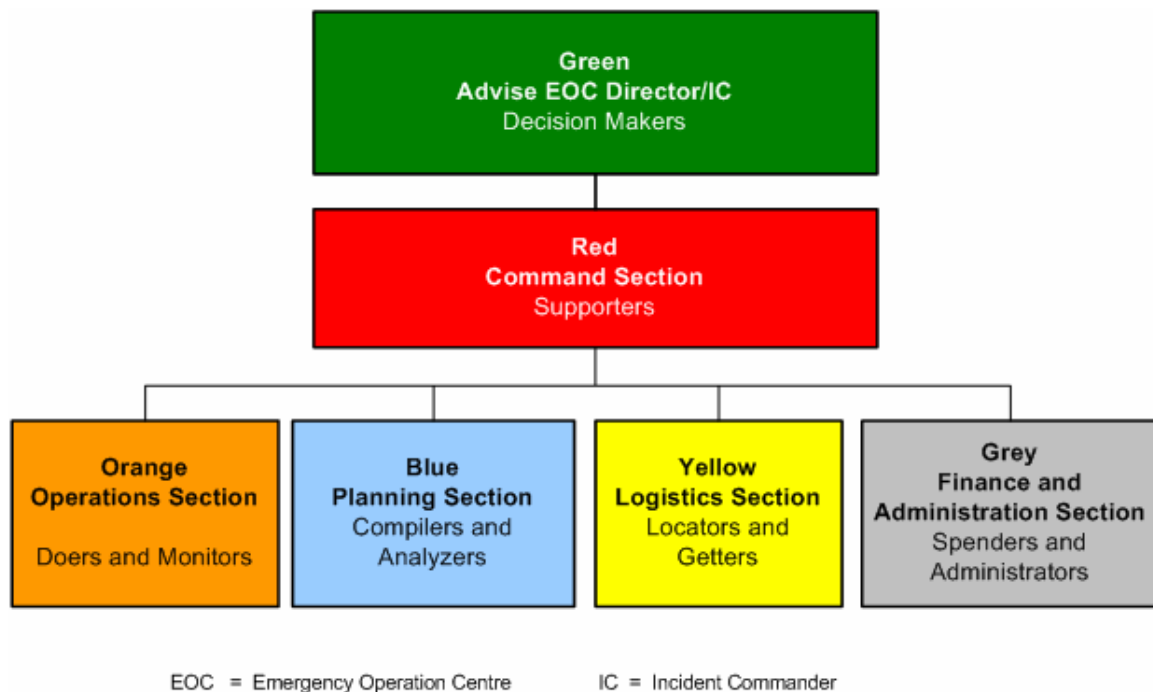 Green
Advise EOC Director/IC
Decision Makers
Red
Command Section
Supporters
Orange
Operations Section
Doers and Monitors
Blue
Planning Section
Compilers and
Analyzers
Yellow
Logistics Section
Locators and
Getters
Grey
Finance and
Administration Section
Spenders and
Administrators
EOC = Emergency Operation Centre IC = Incident Commander